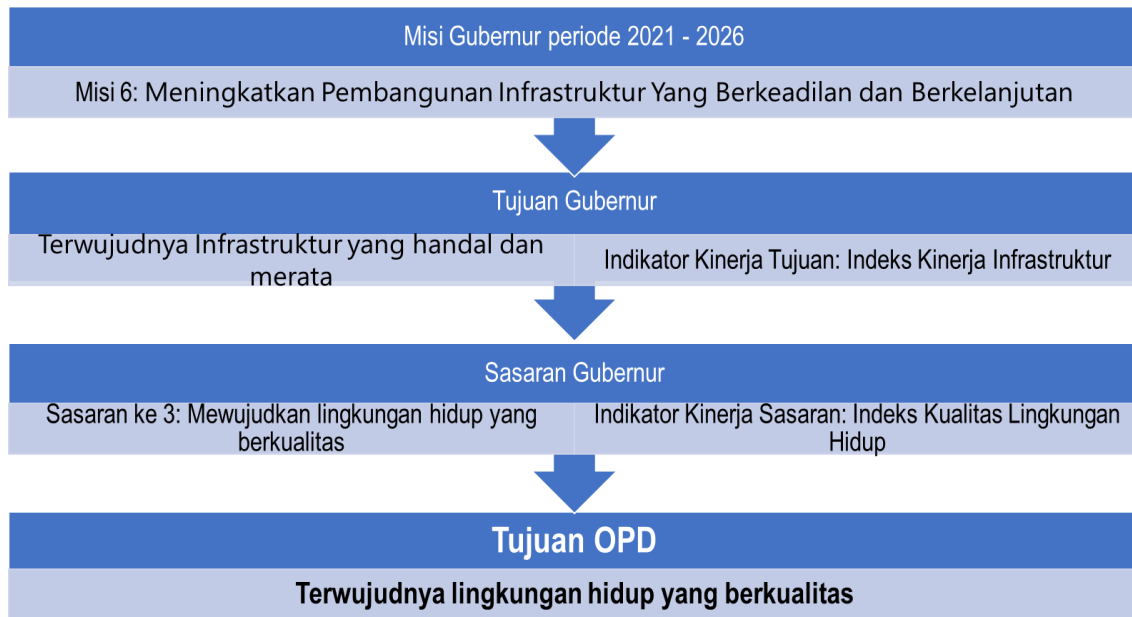 Misi Gubernur periode 2021 - 2026
Misi 6: Meningkatkan Pembangunan Infrastruktur Yang Berkeadilan dan Berkelanjutan
Tujuan Gubernur
Terwujudnya Infrastruktur yang handal dan
merata
Indikator Kinerja Tujuan: Indeks Kinerja Infrastruktur
Sasaran Gubernur
Sasaran ke 3: Mewujudkan lingkungan hidup yang
berkualitas
Indikator Kinerja Sasaran: Indeks Kualitas Lingkungan
Hidup
Tujuan OPD
Terwujudnya lingkungan hidup yang berkualitas